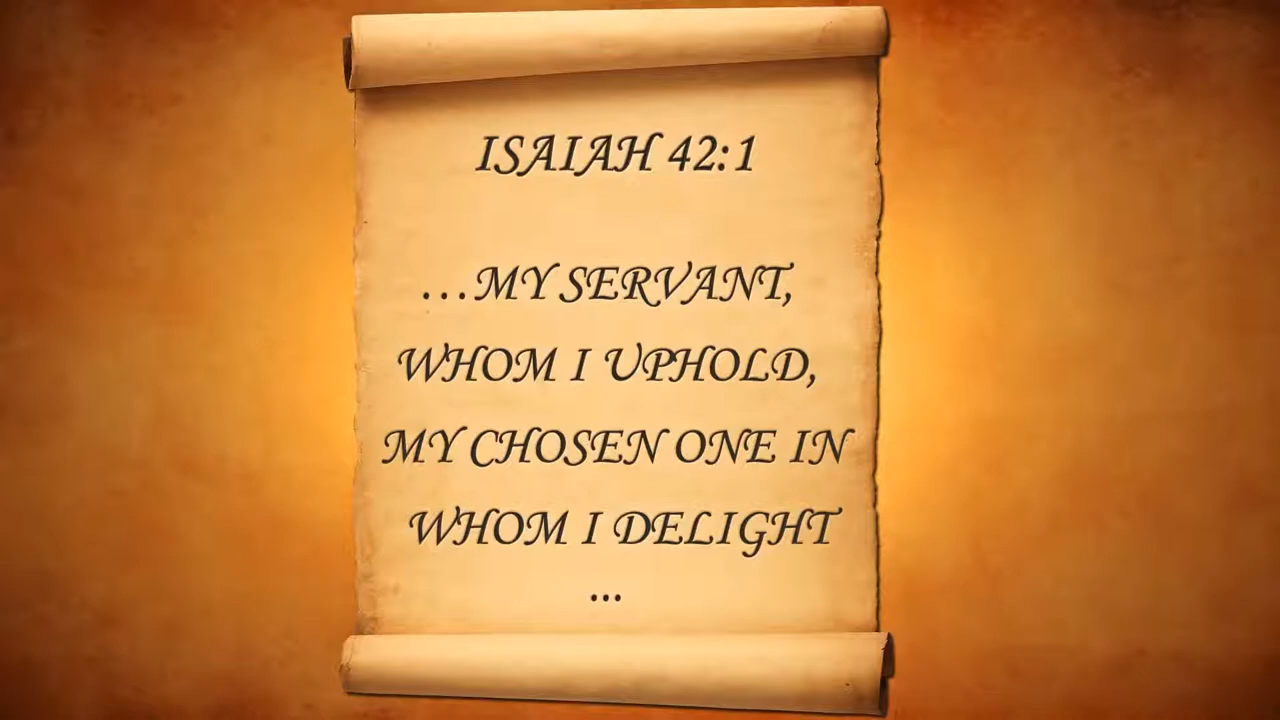 ISAIAH 42:1
...MY SERVANT,
WHOM I UPHOLD,
MY CHOSEN ONE IN
WHOM I DELIGHT
...